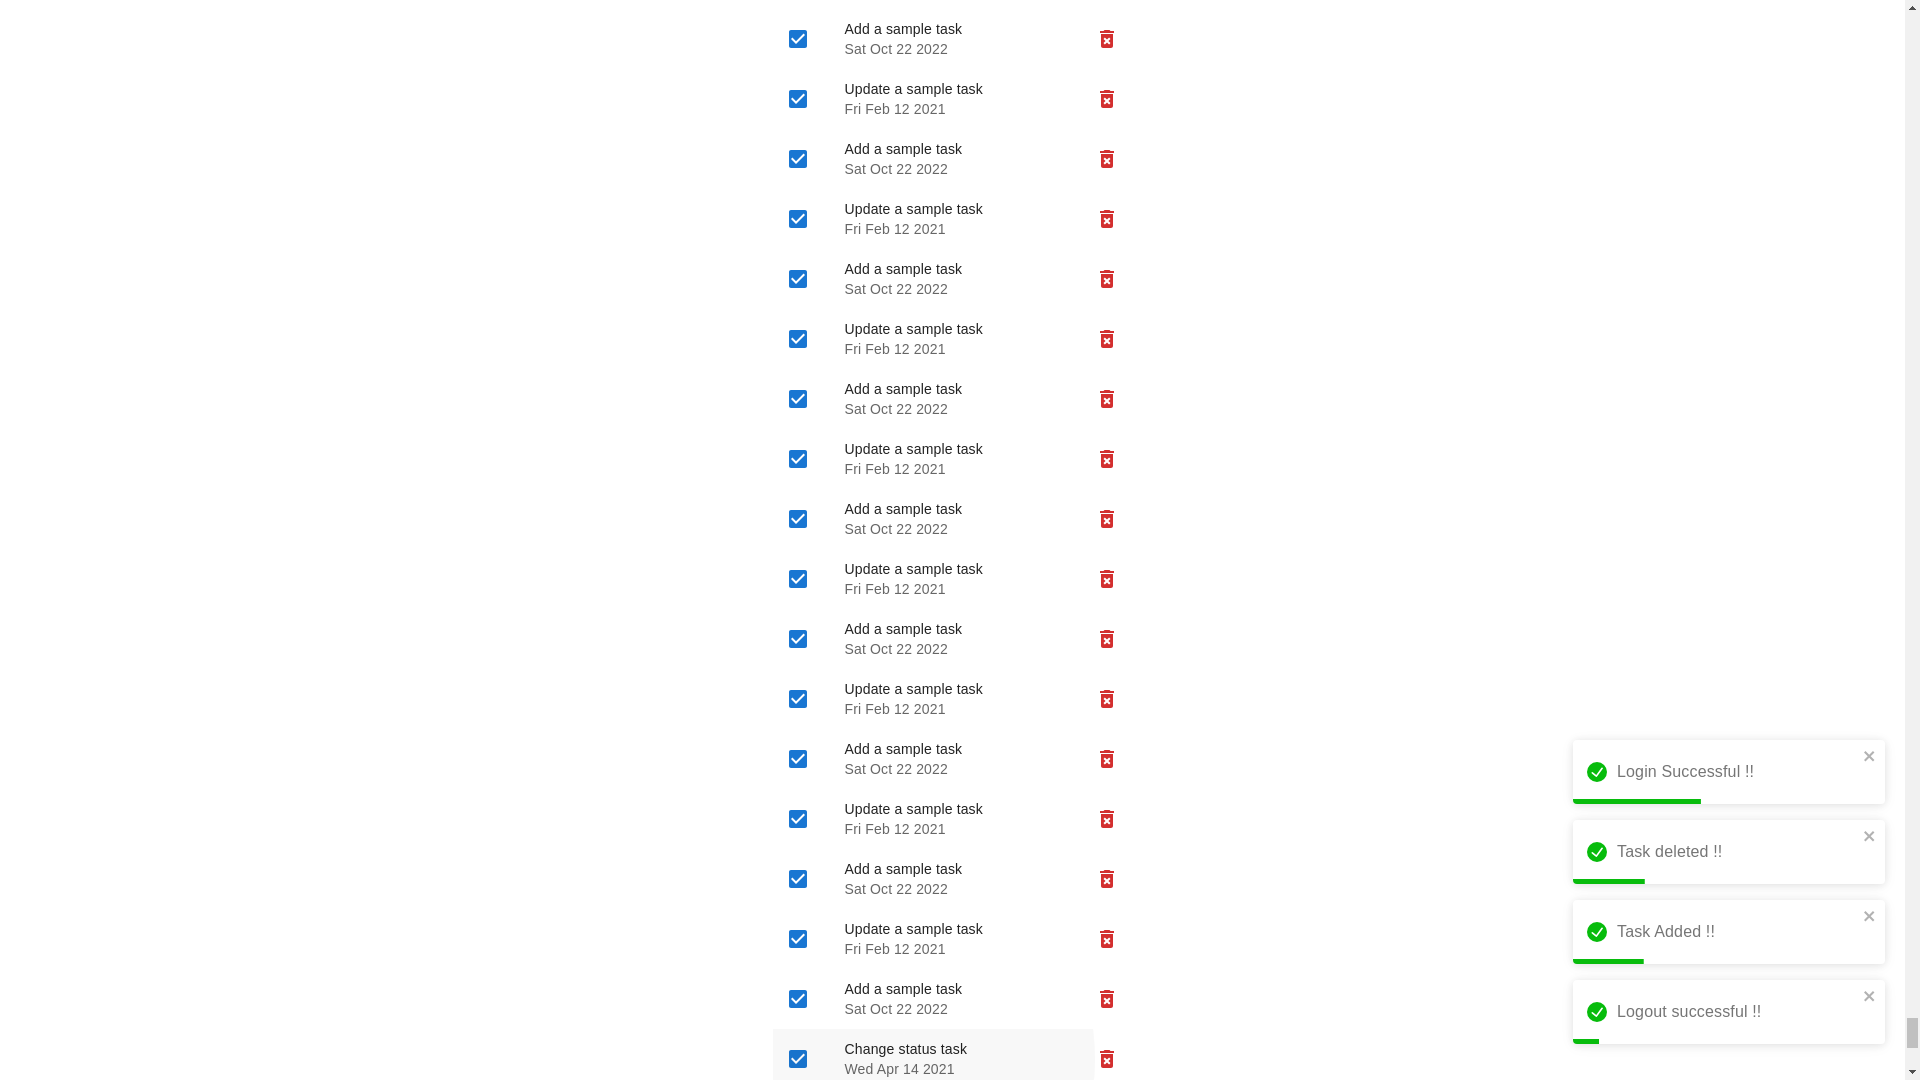 Add a sample task
Sat Oct 22 2022
Update a sample task
Fri Feb 12 2021
Add a sample task
Sat Oct 22 2022
Update a sample task
Fri Feb 12 2021
Add a sample task
Sat Oct 22 2022
Update a sample task
Fri Feb 12 2021
Add a sample task
Sat Oct 22 2022
Update a sample task
Fri Feb 12 2021
Add a sample task
Sat Oct 22 2022
Update a sample task
Fri Feb 12 2021
Add a sample task
Sat Oct 22 2022
Update a sample task
Fri Feb 12 2021
Add a sample task
Sat Oct 22 2022
Update a sample task
Fri Feb 12 2021
Add a sample task
Sat Oct 22 2022
Update a sample task
Fri Feb 12 2021
Add a sample task
Sat Oct 22 2022
Change status task
Wed Apr 14 2021
Login Successful !!
Task deleted !!
Task Added !!
Logout successful !!